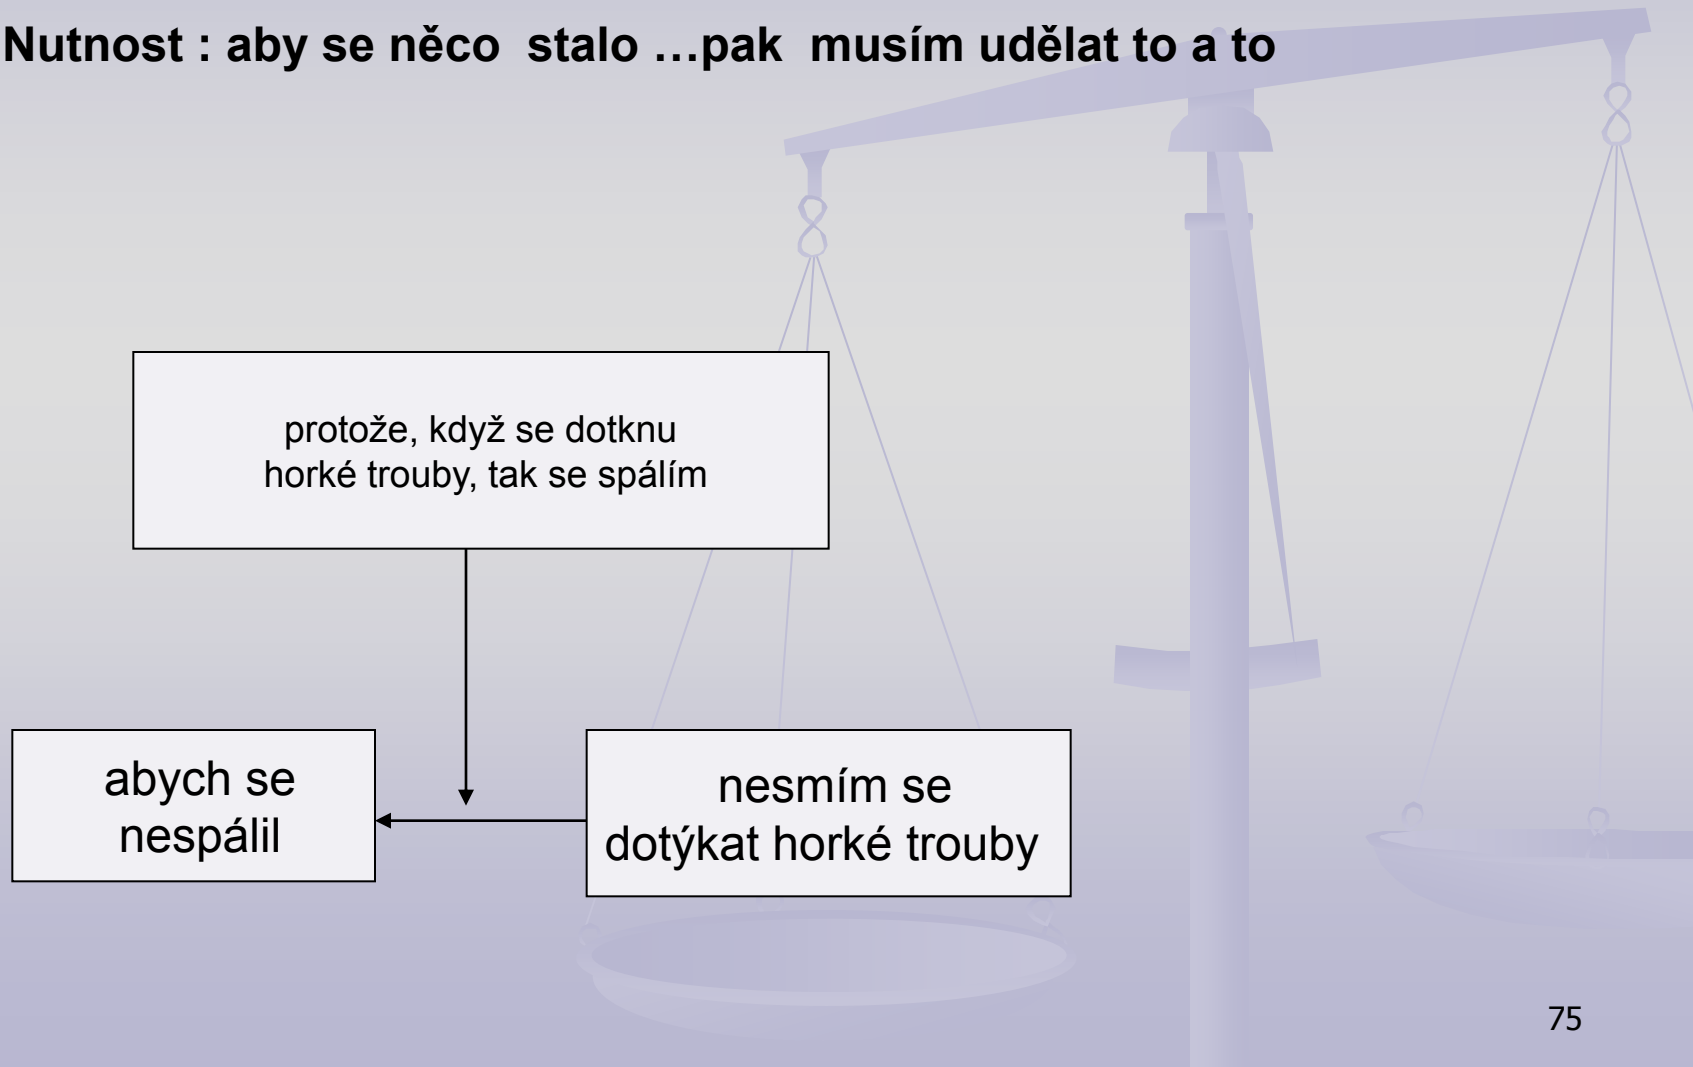 Nutnost : aby se něco  stalo …pak  musím udělat to a to
protože, když se dotknu
horké trouby, tak se spálím
abych se
nespálil
nesmím se
dotýkat horké trouby
75